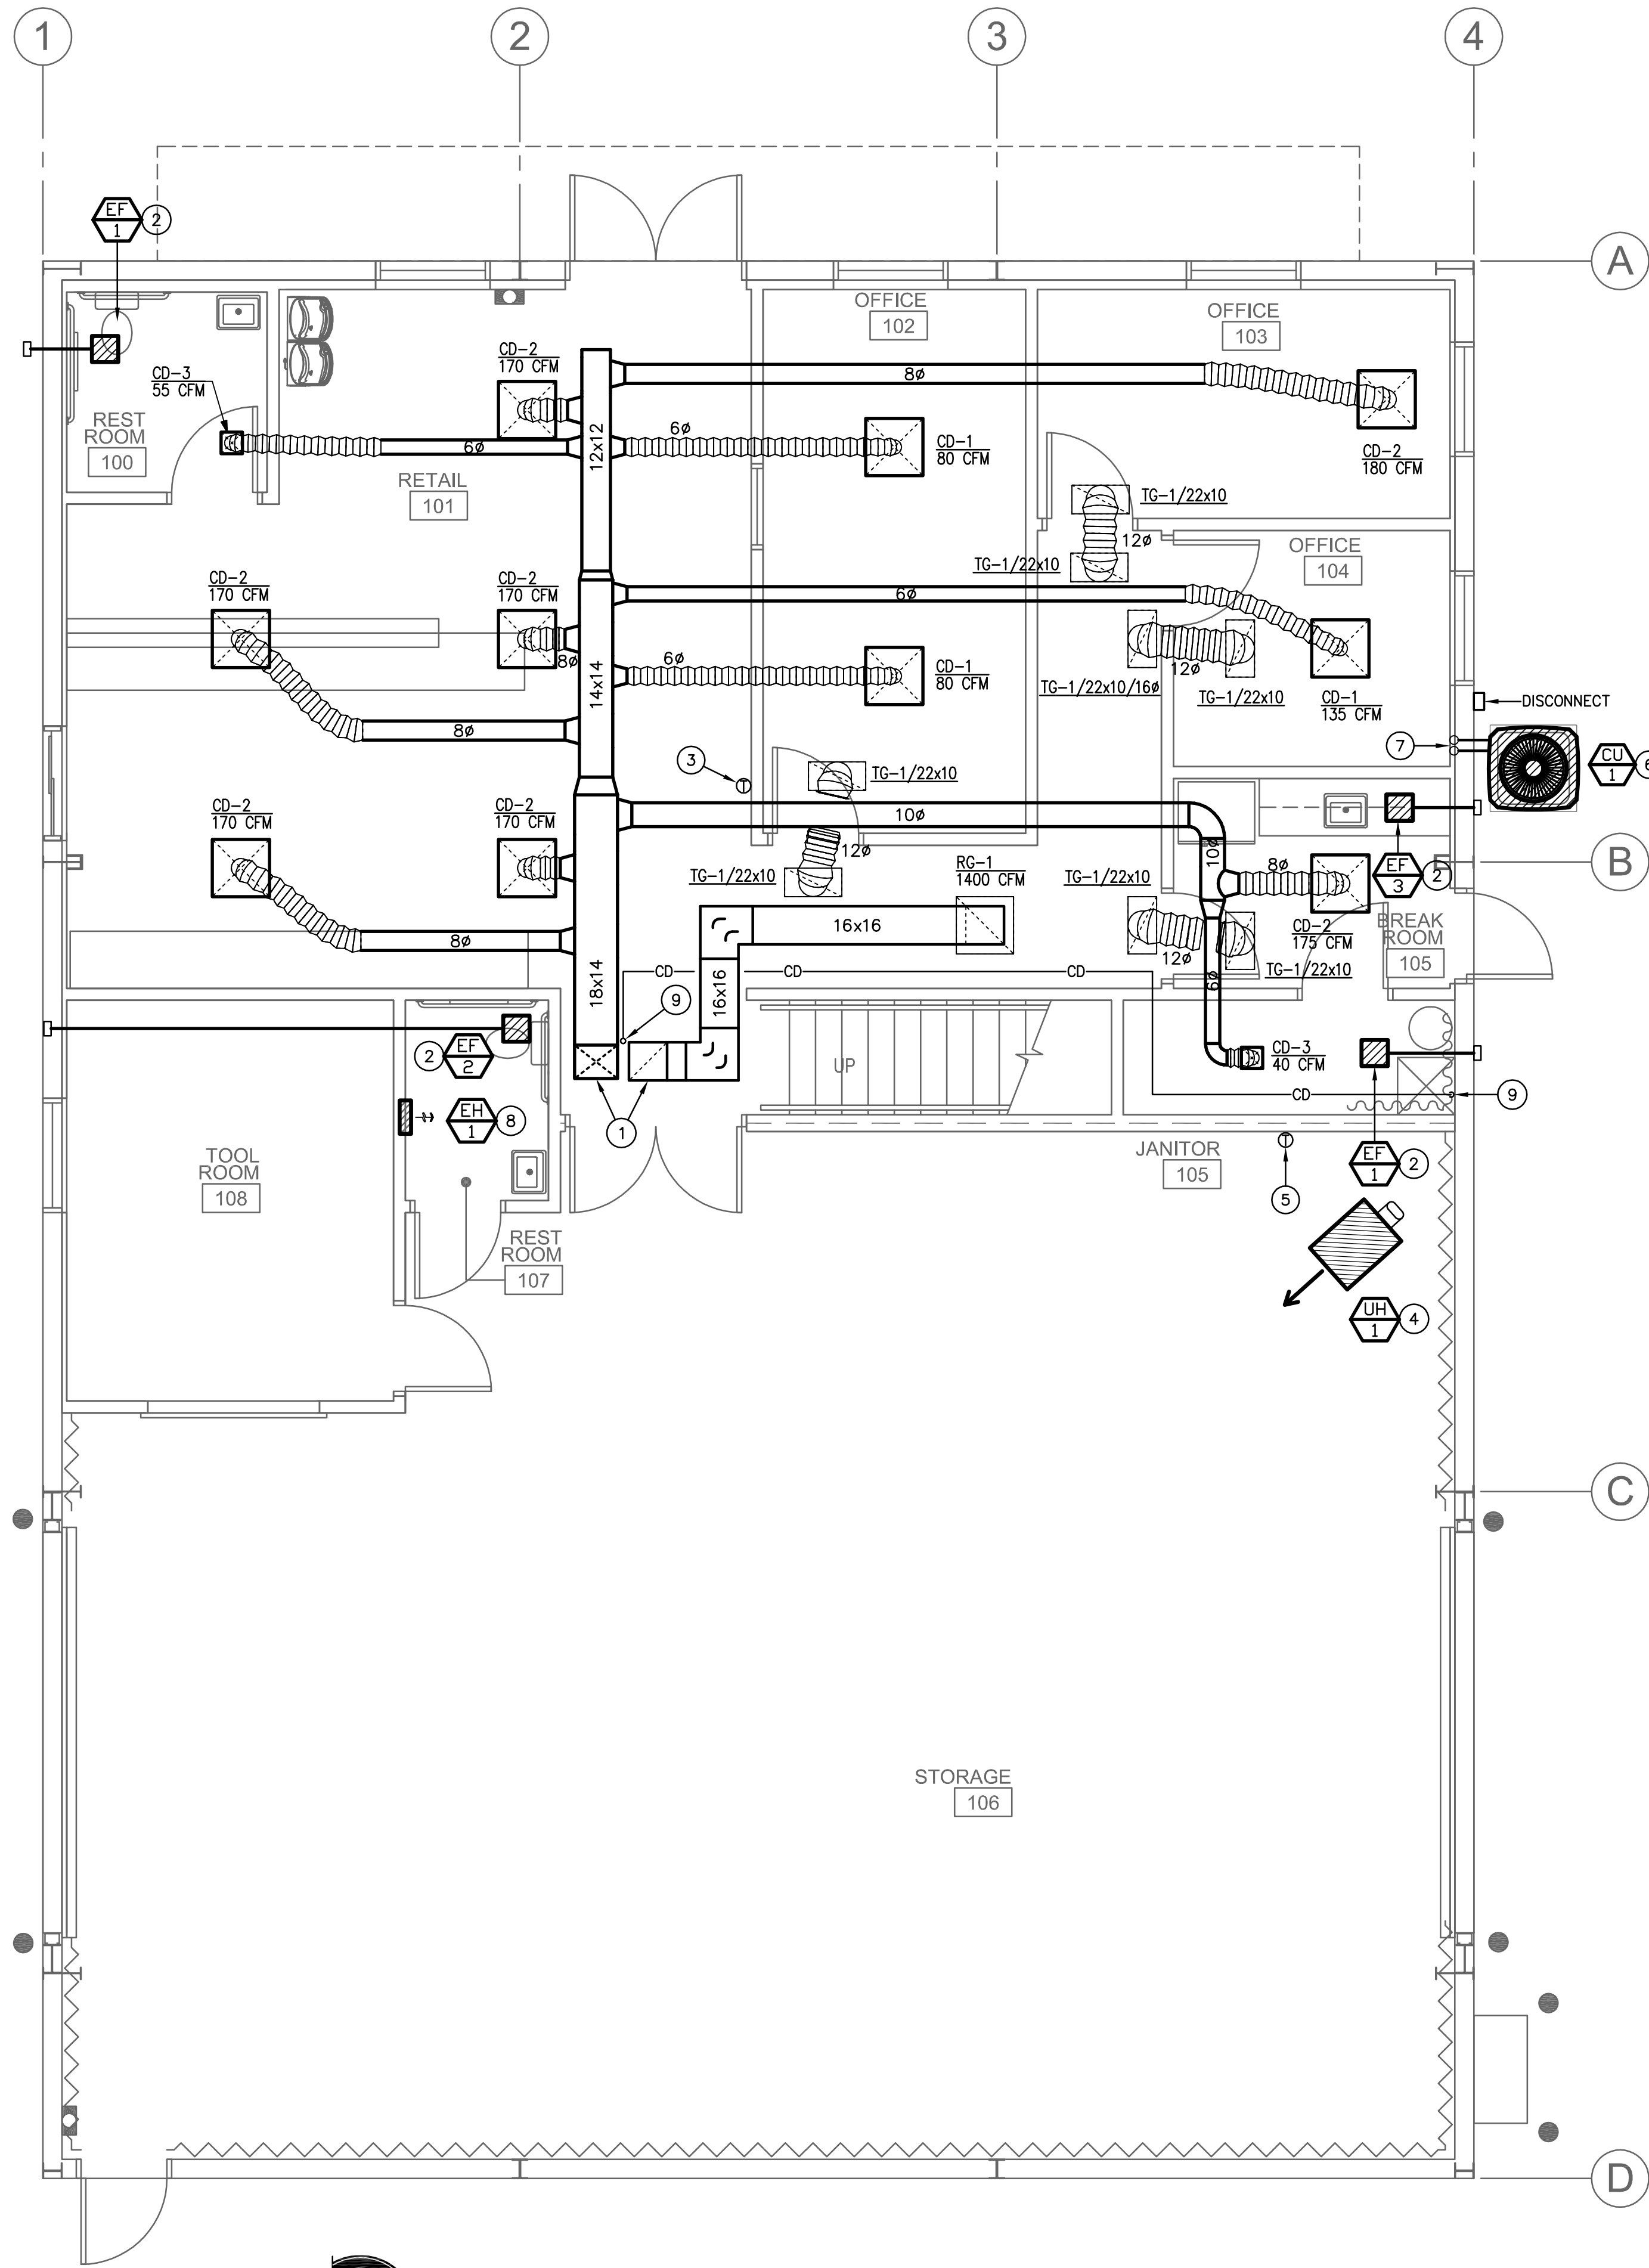 1
2
3
4
A
EF
1
2
OFFICE
102
OFFICE
103
CD-2
170 CFM
CD-3
55 CFM
8ø
REST
ROOM
100
6ø
12x12
6ø
CD-1
80 CFM
CD-2
180 CFM
RETAIL
101
TG-1/22x10
12ø
OFFICE
104
TG-1/22x10
CD-2
170 CFM
CD-2
170 CFM
6ø
8ø
6ø
14x14
CD-1
80 CFM
12ø
TG-1/22x10/16ø
TG-1/22x10
CD-1
135 CFM
DISCONNECT
8ø
7
CU
1
6
3
TG-1/22x10
CD-2
170 CFM
CD-2
170 CFM
10ø
10ø
12ø
B
TG-1/22x10
RG-1
1400 CFM
TG-1/22x10
8ø
EF
3
2
CD-2
175 CFM
BREAK
ROOM
105
8ø
16x16
12ø
TG-1/22x10
18x14
CD
CD
CD
6ø
16x16
9
2
EF
2
UP
CD-3
40 CFM
CD
9
EH
1
8
1
TOOL
ROOM
108
JANITOR
105
5
EF
1
2
REST
ROOM
107
UH
1
4
C
STORAGE
106
D